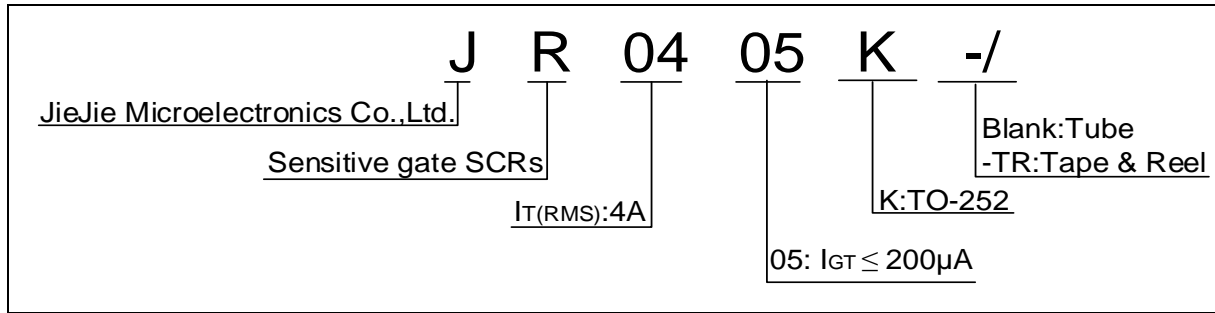 J R 04 05 K -/
JieJie Microelectronics Co.,Ltd.
Sensitive gate SCRs
IT(RMS):4A
05: IGT ≤ 200μA
K:TO-252
Blank:Tube
-TR:Tape & Reel